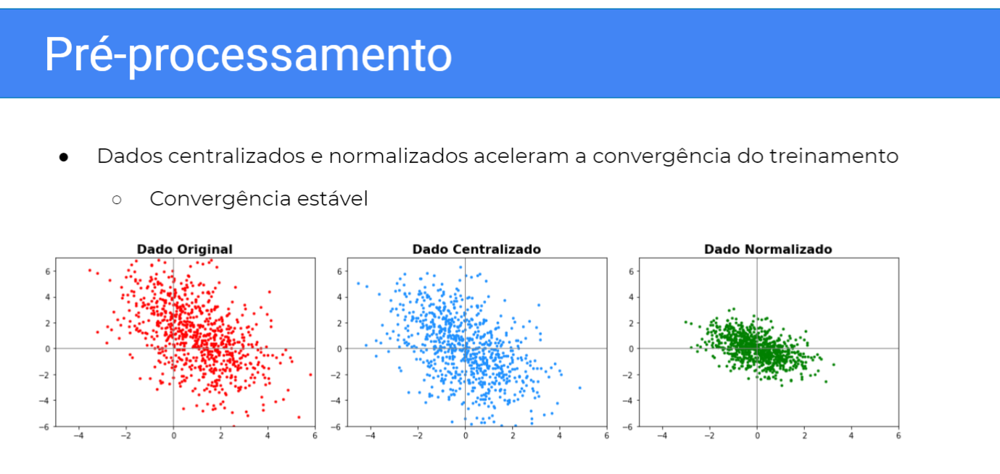 Pré-processamento
● Dados centralizados e normalizados aceleram a convergência do treinamento
○ Convergência estável
Dado Original
6
4
2
0
−2
−4
−6
−4 −2 0 2 4 6
Dado Centralizado
6
4
2
0
−2
−4
−6
−4 −2 0 2 4 6
Dado Normalizado
6
4
2
0
−2
−4
−6
−4 −2 0 2 4 6